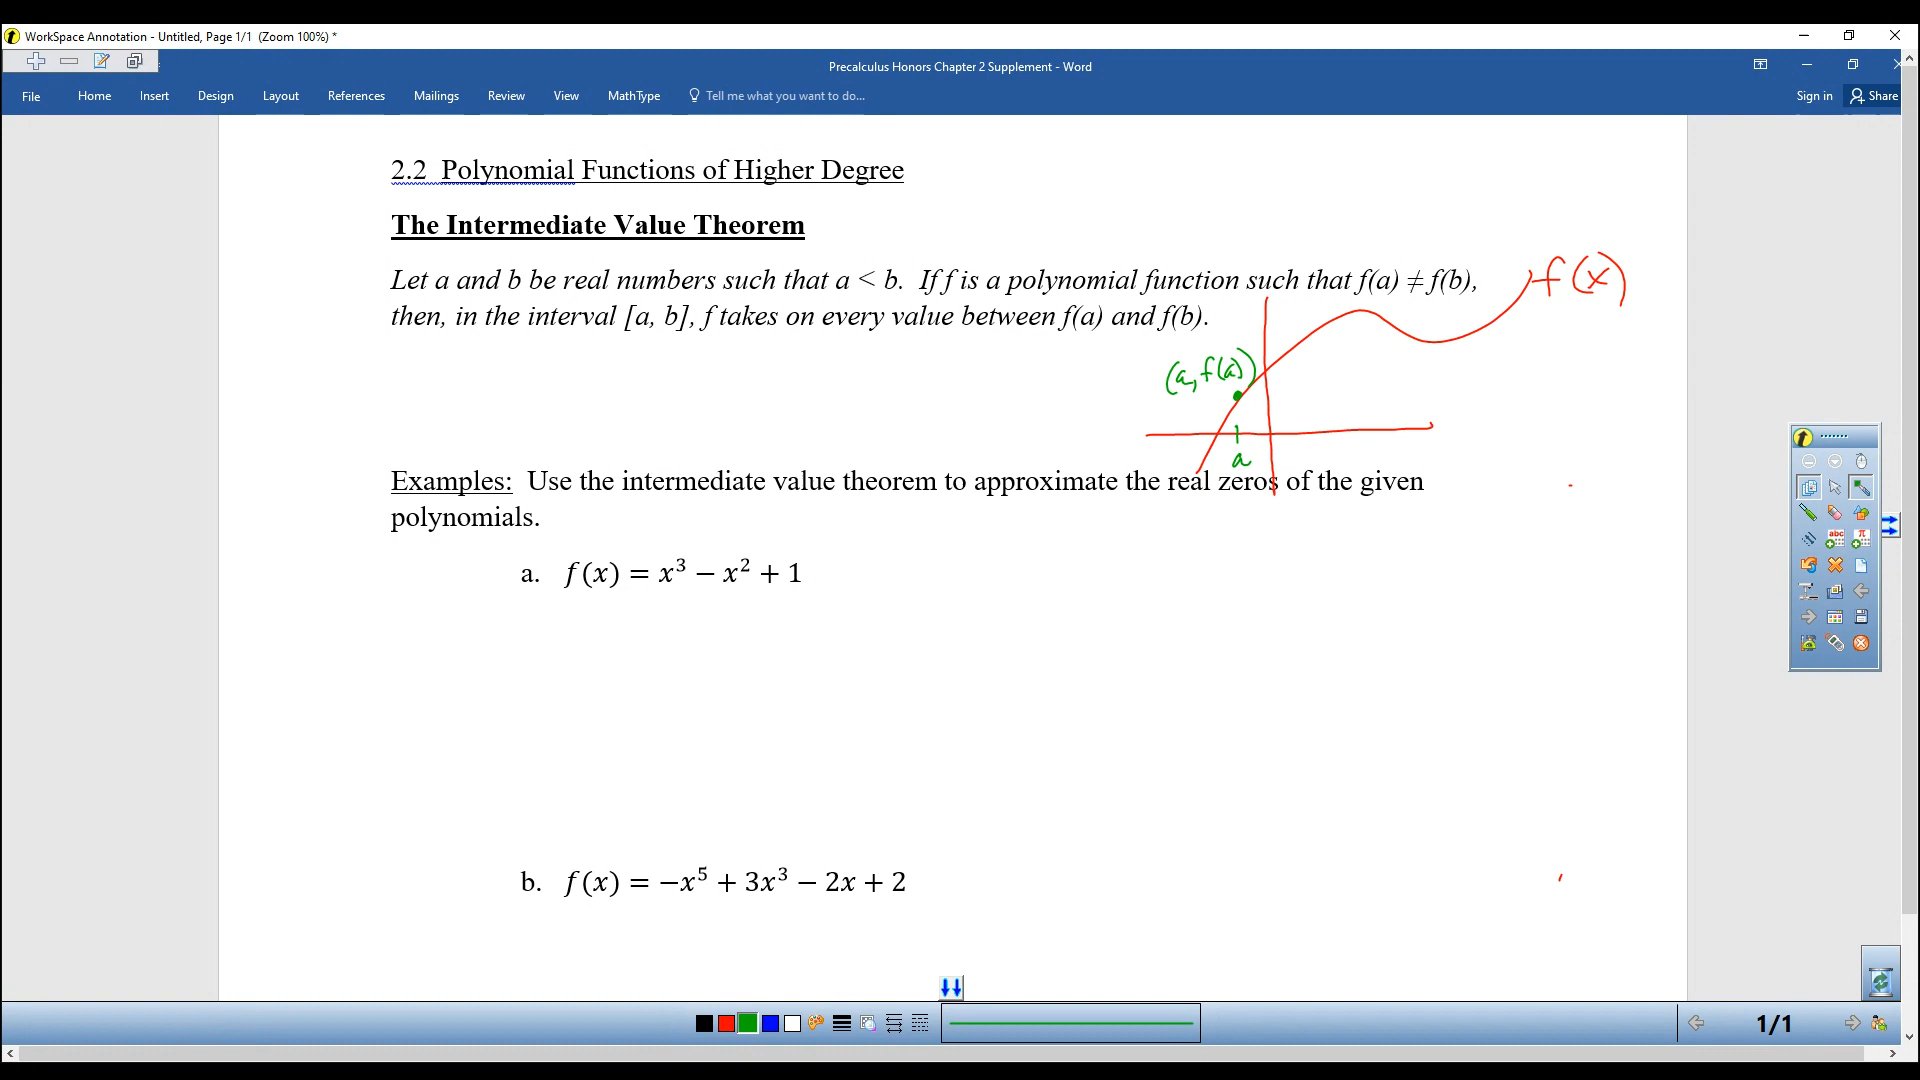 WorkSpace Annotation - Untitled, Page 1/1 (Zoom 100%) *
Precalculus Honors Chapter 2 Supplement - Word
File Home Insert Design Layout References Mailings Review View MathType Tell me what you want to do... Sign in Share
2.2 Polynomial Functions of Higher Degree
The Intermediate Value Theorem
Let a and b be real numbers such that a < b. If f is a polynomial function such that f(a) ≠ f(b),
f(x)
then, in the interval [a, b], f takes on every value between f(a) and f(b).
(a, f(a))
a
Examples: Use the intermediate value theorem to approximate the real zeros of the given
polynomials.
a. f(x) = x³ − x² + 1
b. f(x) = −x⁵ + 3x³ − 2x + 2
abc
π
1/1